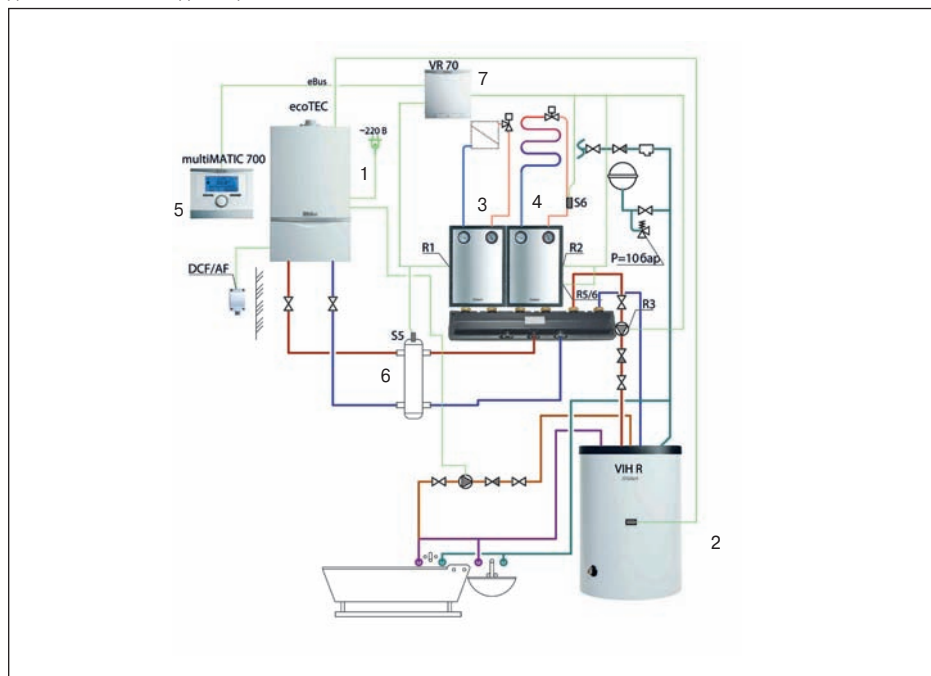 VR 70
7
eBus
ecoTEC
~220 В
1
multiMATIC 700
5
3
4
S6
R1
R2
P=10бар
DCF/AF
R5/6
R3
S5
6
VIH R
2